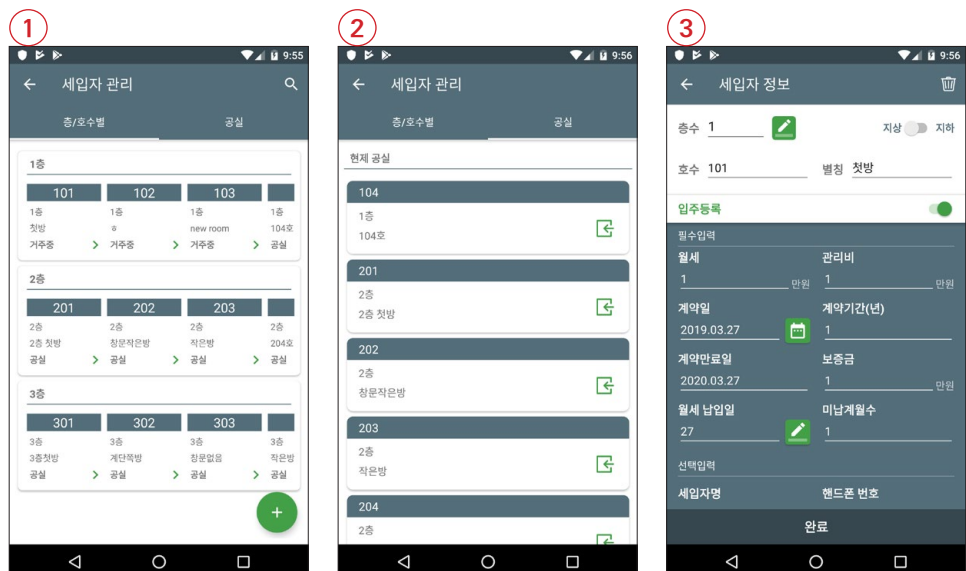 1
9:55
세입자 관리
층/호수별 공실
1층
101 102 103
1층 1층 1층 1층
첫방 ㅎ new room 104호
거주중 거주중 거주중 공실
2층
201 202 203
2층 2층 2층 2층
2층 첫방 창문작은방 작은방 204호
공실 공실 공실 공실
3층
301 302 303
3층 3층 3층 3층
3층첫방 계단쪽방 창문없음 작은방
공실 공실 공실 공실
+
2
9:56
세입자 관리
층/호수별 공실
현재 공실
104
1층
104호
201
2층
2층 첫방
202
2층
창문작은방
203
2층
작은방
204
2층
3
9:56
세입자 정보
층수 1 지상 지하
호수 101 별칭 첫방
입주등록
필수입력
월세 관리비
1 만원 1 만원
계약일 계약기간(년)
2019.03.27 1
계약만료일 보증금
2020.03.27 1 만원
월세 납입일 미납계월수
27 1
선택입력
세입자명 핸드폰 번호
완료